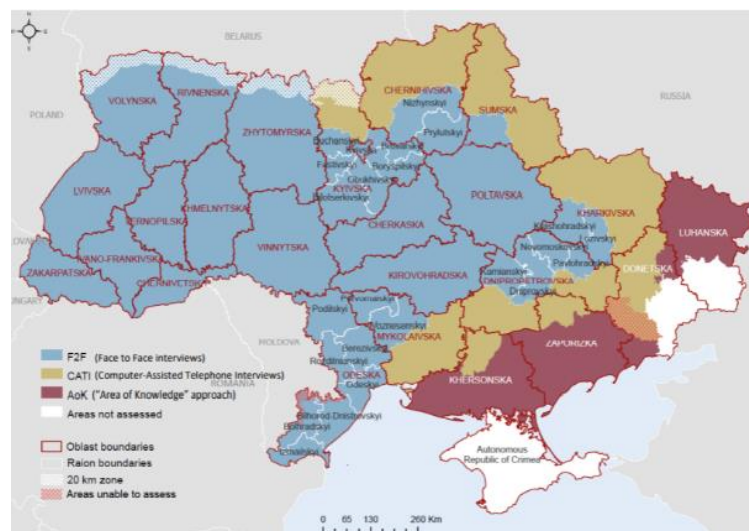 BELARUS
POLAND
RUSSIA
CHERNIHIVSKA
Nizhynskyi
Prylutskyi
SUMSKA
VOLYNSKA
RIVNENSKA
ZHYTOMYRSKA
Buchanskyi
Fastivskyi
Boryspilskyi
Obukhivskyi
Bilotserkivskyi
KYIVSKA
LVIVSKA
TERNOPILSKA
KHMELNYTSKA
POLTAVSKA
KHARKIVSKA
LUHANSKA
CHERKASKA
Krasnohradskyi
Lozivskyi
Novomoskovskyi
Pavlohradskyi
DONETSKA
IVANO-FRANKIVSKA
VINNYTSKA
KIROVOHRADSKA
Kamianskyi
DNIPROPETROVSKA
Dniprovskyi
ZAKARPATSKA
CHERNIVETSKA
HUNGARY
Pervomaiskyi
Podilskyi
Voznesenskyi
MYKOLAIVSKA
ZAPORIZKA
MOLDOVA
Berezivskyi
Rozdilnianskyi
ODESKA
Odeskyi
KHERSONSKA
ROMANIA
Bilhorod-Dnistrovskyi
Bolhradskyi
Izmailskyi
Autonomous
Republic of Crimea
F2F (Face to Face interviews)
CATI (Computer-Assisted Telephone Interviews)
AoK ("Area of Knowledge" approach)
Areas not assessed
Oblast boundaries
Raion boundaries
20 km zone
Areas unable to assess
0 65 130 260 Km